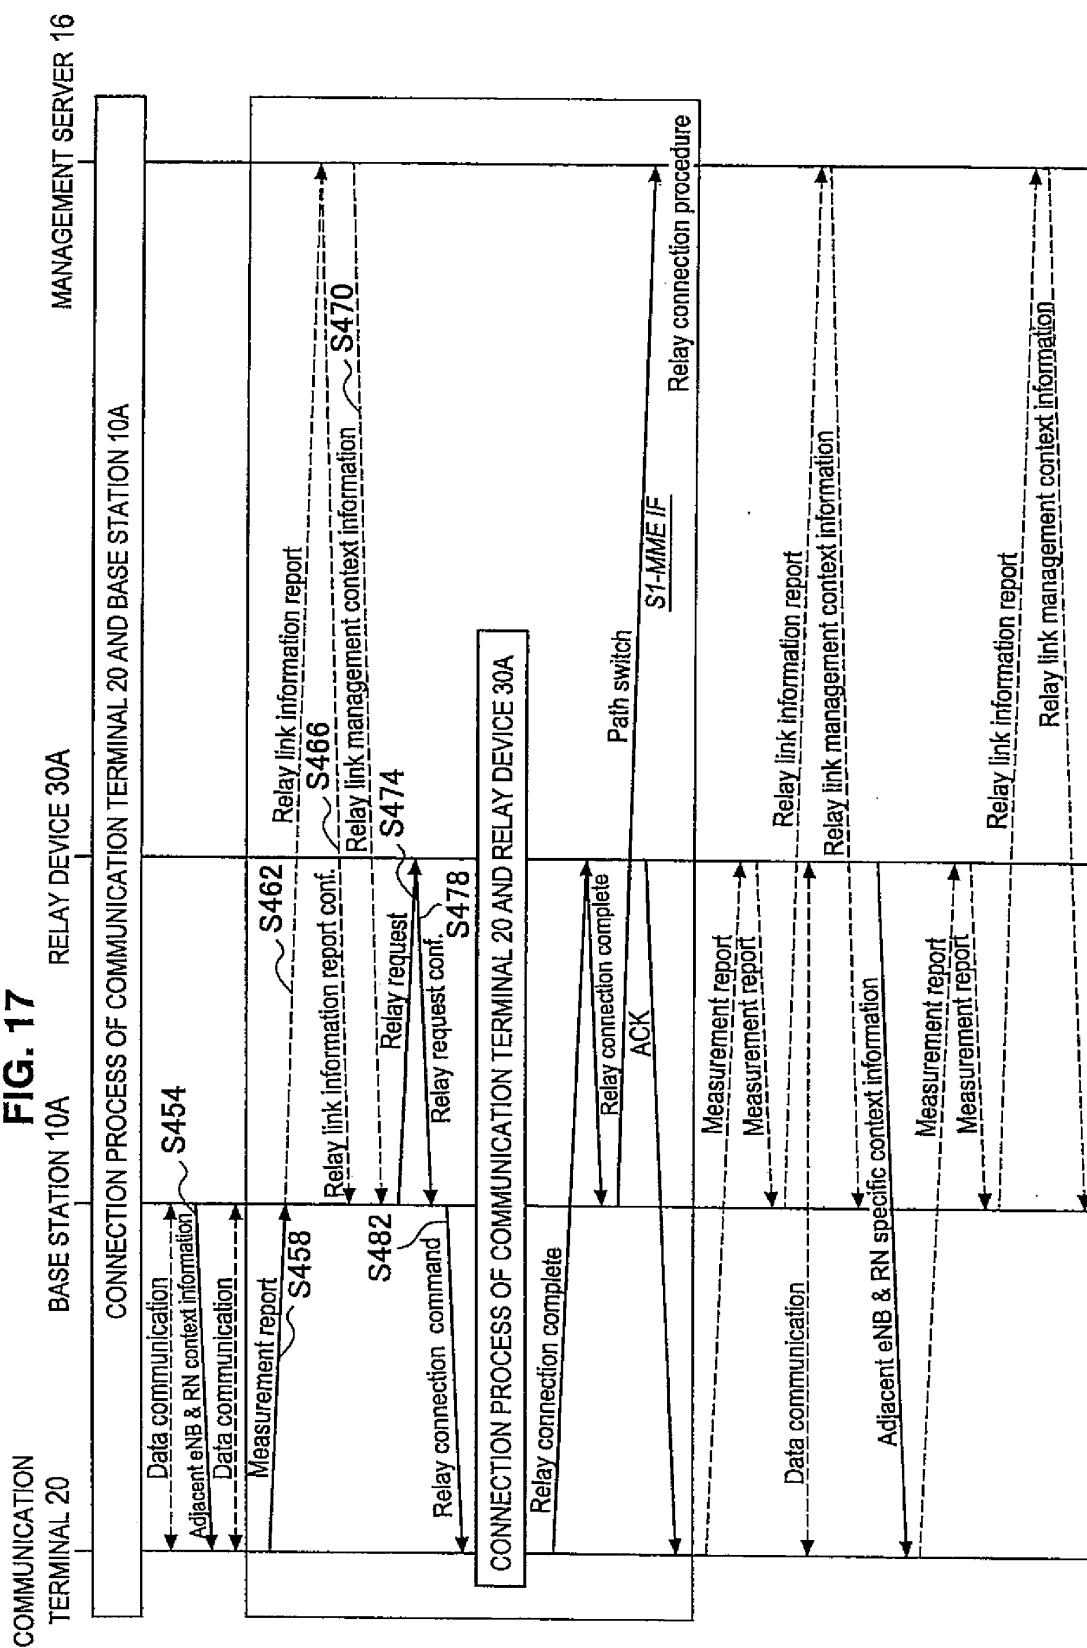 FIG. 17
COMMUNICATION
TERMINAL 20
BASE STATION 10A
RELAY DEVICE 30A
MANAGEMENT SERVER 16
CONNECTION PROCESS OF COMMUNICATION TERMINAL 20 AND BASE STATION 10A
Data communication
S454
Adjacent eNB & RN context information
Data communication
Measurement report
S458
S462
Relay link information report
Relay link information report conf.
S466
Relay link management context information
S470
Relay request
S474
Relay request conf.
S478
S482
Relay connection command
CONNECTION PROCESS OF COMMUNICATION TERMINAL 20 AND RELAY DEVICE 30A
Relay connection complete
Relay connection complete
Path switch
S1-MME IF
ACK
Relay connection procedure
Measurement report
Measurement report
Data communication
Relay link information report
Relay link management context information
Adjacent eNB & RN specific context information
Measurement report
Measurement report
Relay link information report
Relay link management context information